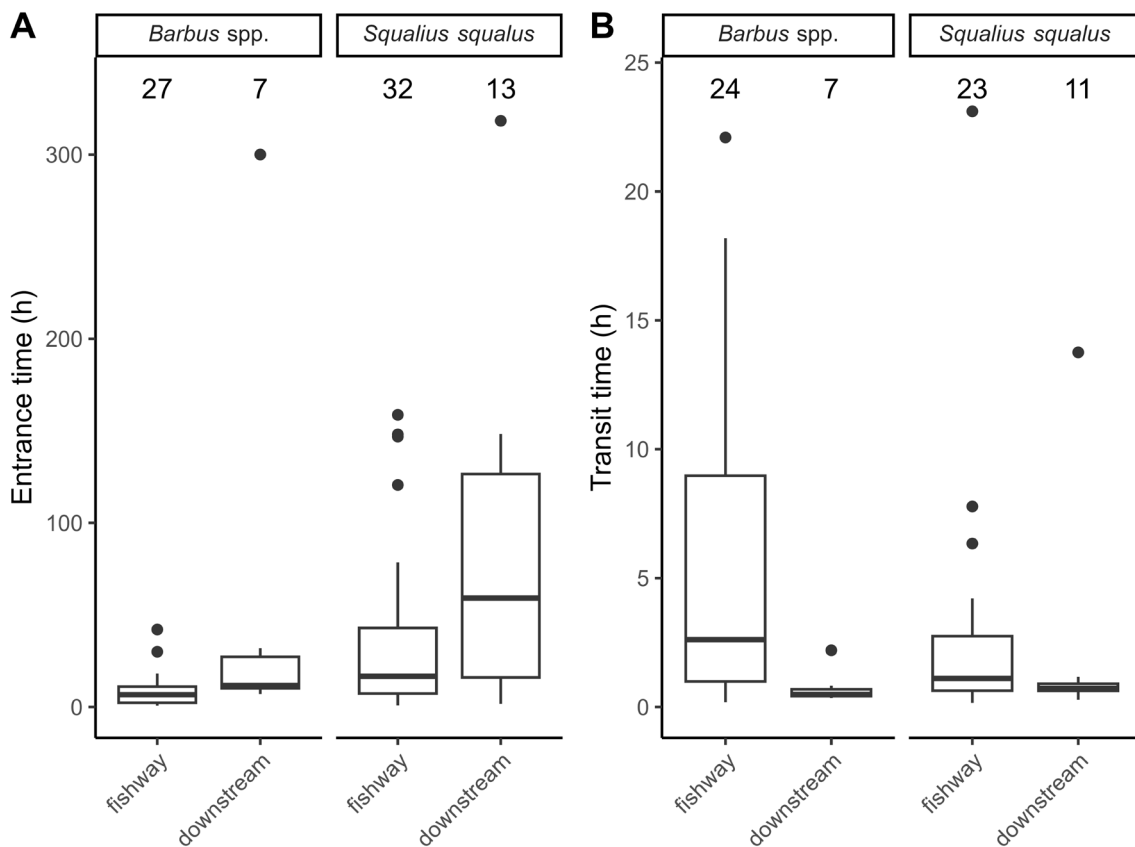 A
Barbus spp.
Squalius squalus
27
7
32
13
300
200
100
0
Entrance time (h)
fishway
downstream
fishway
downstream
B
Barbus spp.
Squalius squalus
24
7
23
11
25
20
15
10
5
0
Transit time (h)
fishway
downstream
fishway
downstream